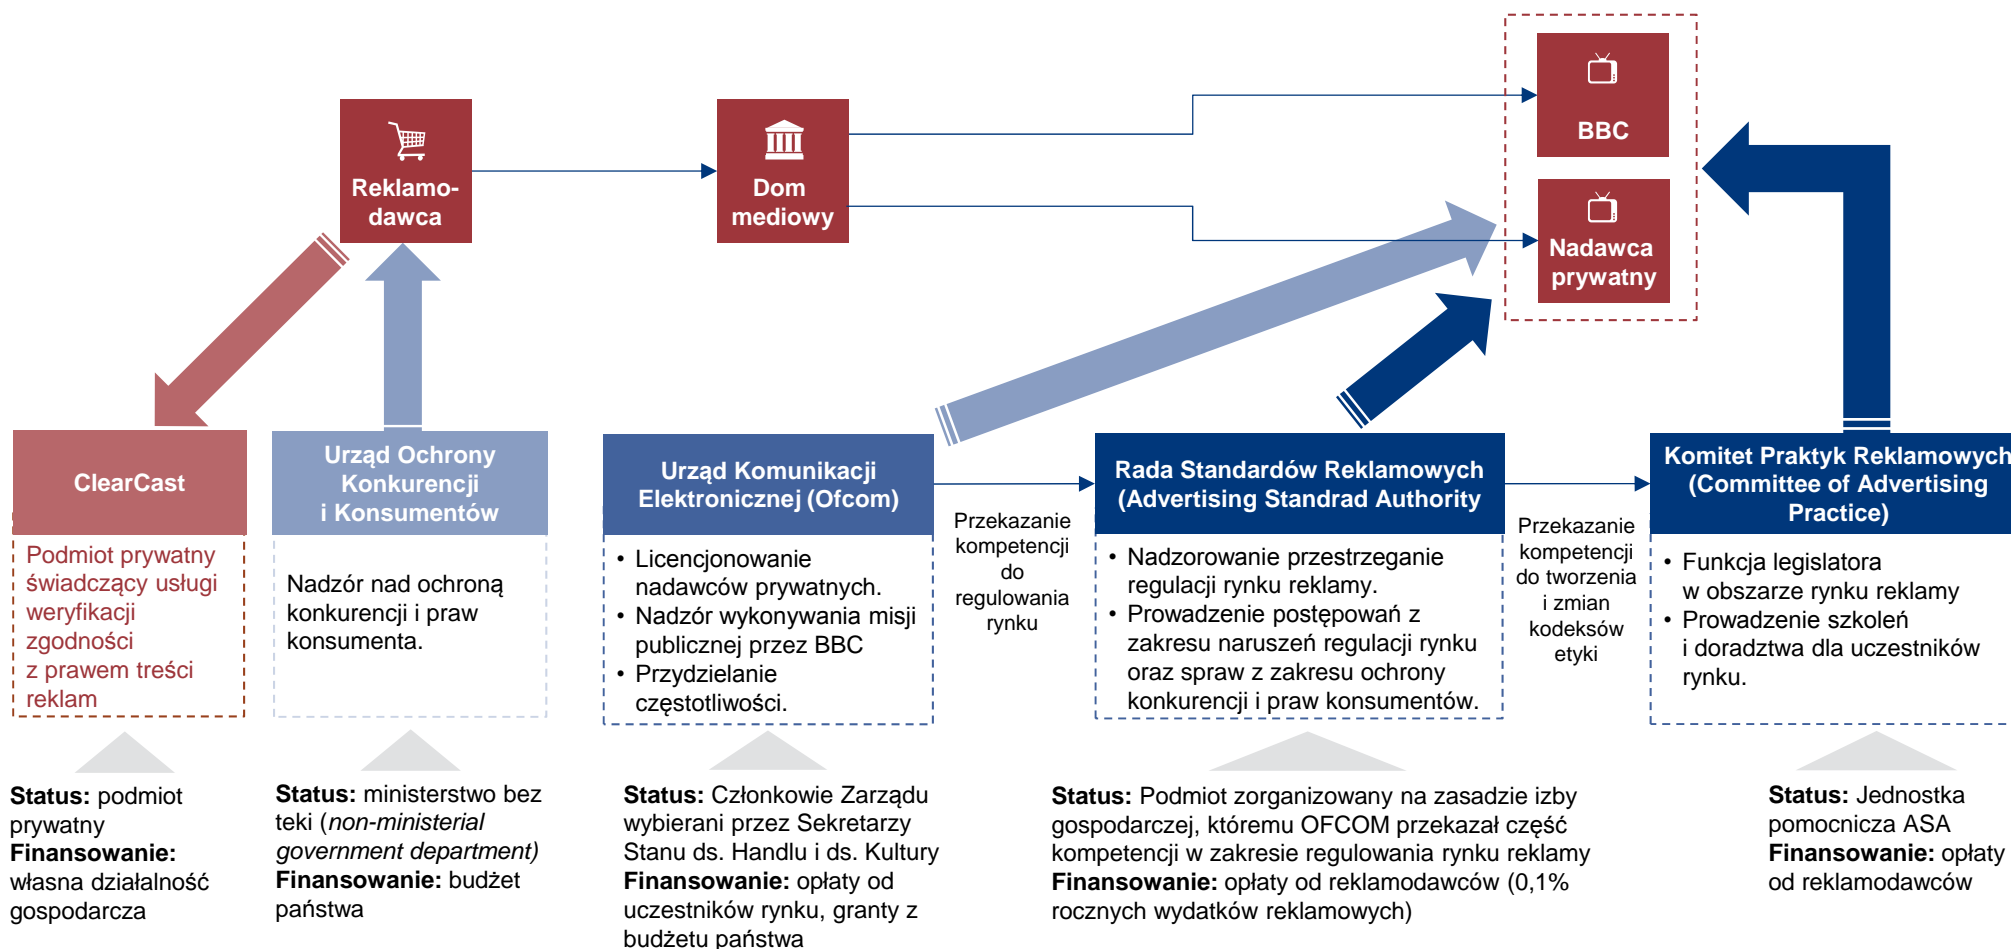 BBC
Reklamo-
dawca
Dom
mediowy
Nadawca
prywatny
ClearCast
Podmiot prywatny
świadczący usługi
weryfikacji
zgodności
z prawem treści
reklam
Urząd Ochrony
Konkurencji
i Konsumentów
Nadzór nad ochroną
konkurencji i praw
konsumenta.
Urząd Komunikacji
Elektronicznej (Ofcom)
• Licencjonowanie
nadawców prywatnych.
• Nadzór wykonywania misji
publicznej przez BBC
• Przydzielanie
częstotliwości.
Przekazanie
kompetencji
do
regulowania
rynku
Rada Standardów Reklamowych
(Advertising Standrad Authority
• Nadzorowanie przestrzeganie
regulacji rynku reklamy.
• Prowadzenie postępowań z
zakresu naruszeń regulacji rynku
oraz spraw z zakresu ochrony
konkurencji i praw konsumentów.
Przekazanie
kompetencji
do tworzenia
i zmian
kodeksów
etyki
Komitet Praktyk Reklamowych
(Committee of Advertising
Practice)
• Funkcja legislatora
w obszarze rynku reklamy
• Prowadzenie szkoleń
i doradztwa dla uczestników
rynku.
Status: podmiot
prywatny
Finansowanie:
własna działalność
gospodarcza
Status: ministerstwo bez
teki (non-ministerial
government department)
Finansowanie: budżet
państwa
Status: Członkowie Zarządu
wybierani przez Sekretarzy
Stanu ds. Handlu i ds. Kultury
Finansowanie: opłaty od
uczestników rynku, granty z
budżetu państwa
Status: Podmiot zorganizowany na zasadzie izby
gospodarczej, któremu OFCOM przekazał część
kompetencji w zakresie regulowania rynku reklamy
Finansowanie: opłaty od reklamodawców (0,1%
rocznych wydatków reklamowych)
Status: Jednostka
pomocnicza ASA
Finansowanie: opłaty
od reklamodawców